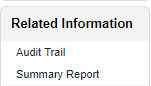 Related Information
Audit Trail
Summary Report